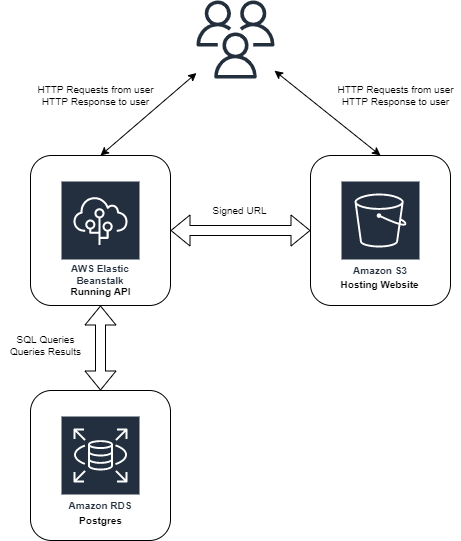 HTTP Requests from user
HTTP Response to user
HTTP Requests from user
HTTP Response to user
Signed URL
AWS Elastic
Beanstalk
Running API
Amazon S3
Hosting Website
SQL Queries
Queries Results
Amazon RDS
Postgres